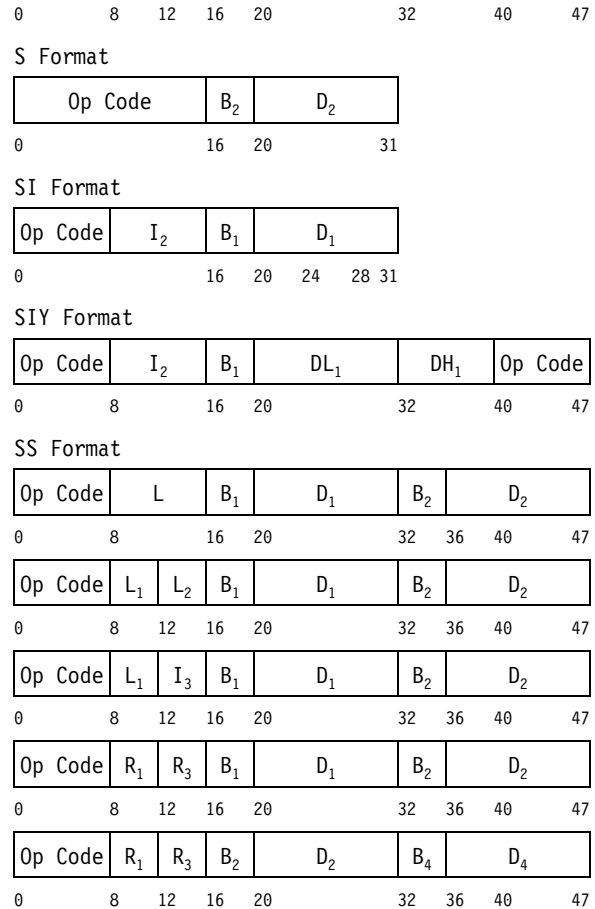 0 8 12 16 20 32 40 47
S Format
Op Code B₂ D₂
0 16 20 31
SI Format
Op Code I₂ B₁ D₁
0 16 20 24 28 31
SIY Format
Op Code I₂ B₁ DL₁ DH₁ Op Code
0 8 16 20 32 40 47
SS Format
Op Code L B₁ D₁ B₂ D₂
0 8 16 20 32 36 40 47
Op Code L₁ L₂ B₁ D₁ B₂ D₂
0 8 12 16 20 32 36 40 47
Op Code L₁ I₃ B₁ D₁ B₂ D₂
0 8 12 16 20 32 36 40 47
Op Code R₁ R₃ B₁ D₁ B₂ D₂
0 8 12 16 20 32 36 40 47
Op Code R₁ R₃ B₂ D₂ B₄ D₄
0 8 12 16 20 32 36 40 47